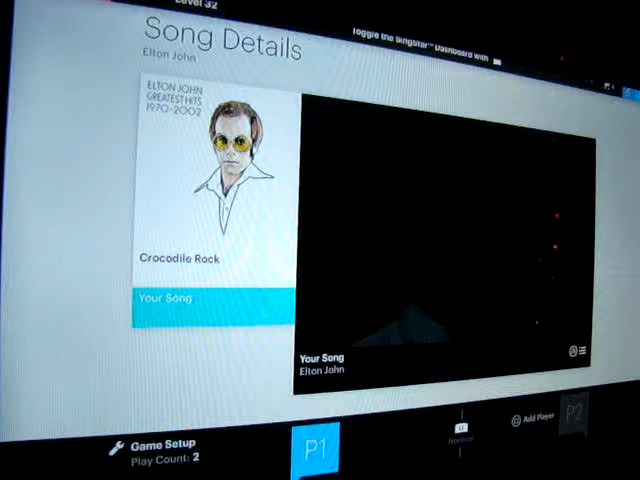 Level 32
Toggle the SingStar™ Dashboard with
Song Details
Elton John
ELTON JOHN
GREATEST HITS
1970-2002
Crocodile Rock
Your Song
Your Song
Elton John
Game Setup
Play Count: 2
P1
Normal
Add Player
P2